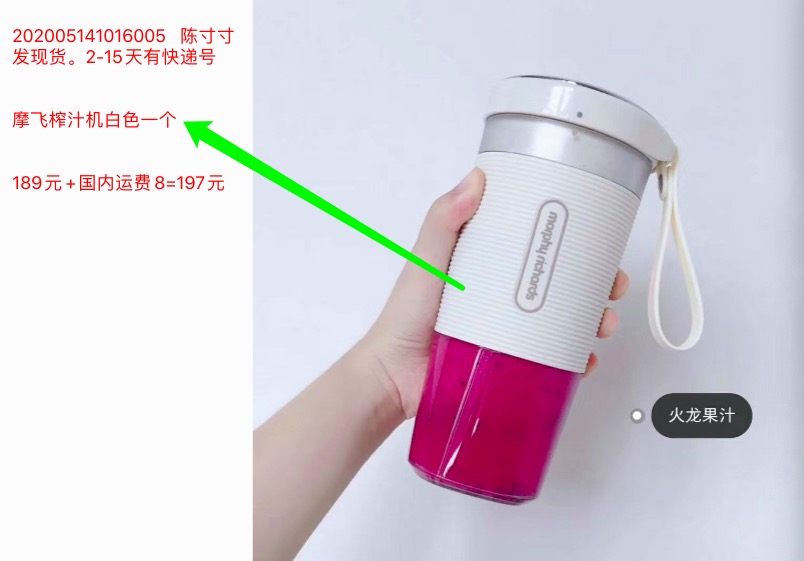 202005141016005 陈寸寸
发现货。2-15天有快递号
摩飞榨汁机白色一个
189元+国内运费8=197元
morphy richards
火龙果汁